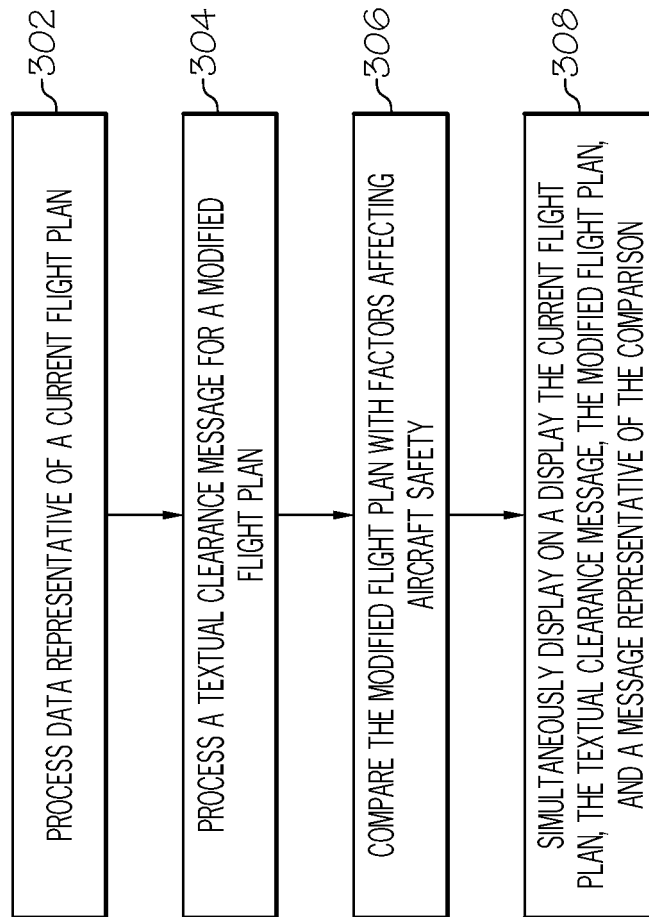 302
PROCESS DATA REPRESENTATIVE OF A CURRENT FLIGHT PLAN
304
PROCESS A TEXTUAL CLEARANCE MESSAGE FOR A MODIFIED
FLIGHT PLAN
306
COMPARE THE MODIFIED FLIGHT PLAN WITH FACTORS AFFECTING
AIRCRAFT SAFETY
308
SIMULTANEOUSLY DISPLAY ON A DISPLAY THE CURRENT FLIGHT
PLAN, THE TEXTUAL CLEARANCE MESSAGE, THE MODIFIED FLIGHT PLAN,
AND A MESSAGE REPRESENTATIVE OF THE COMPARISON